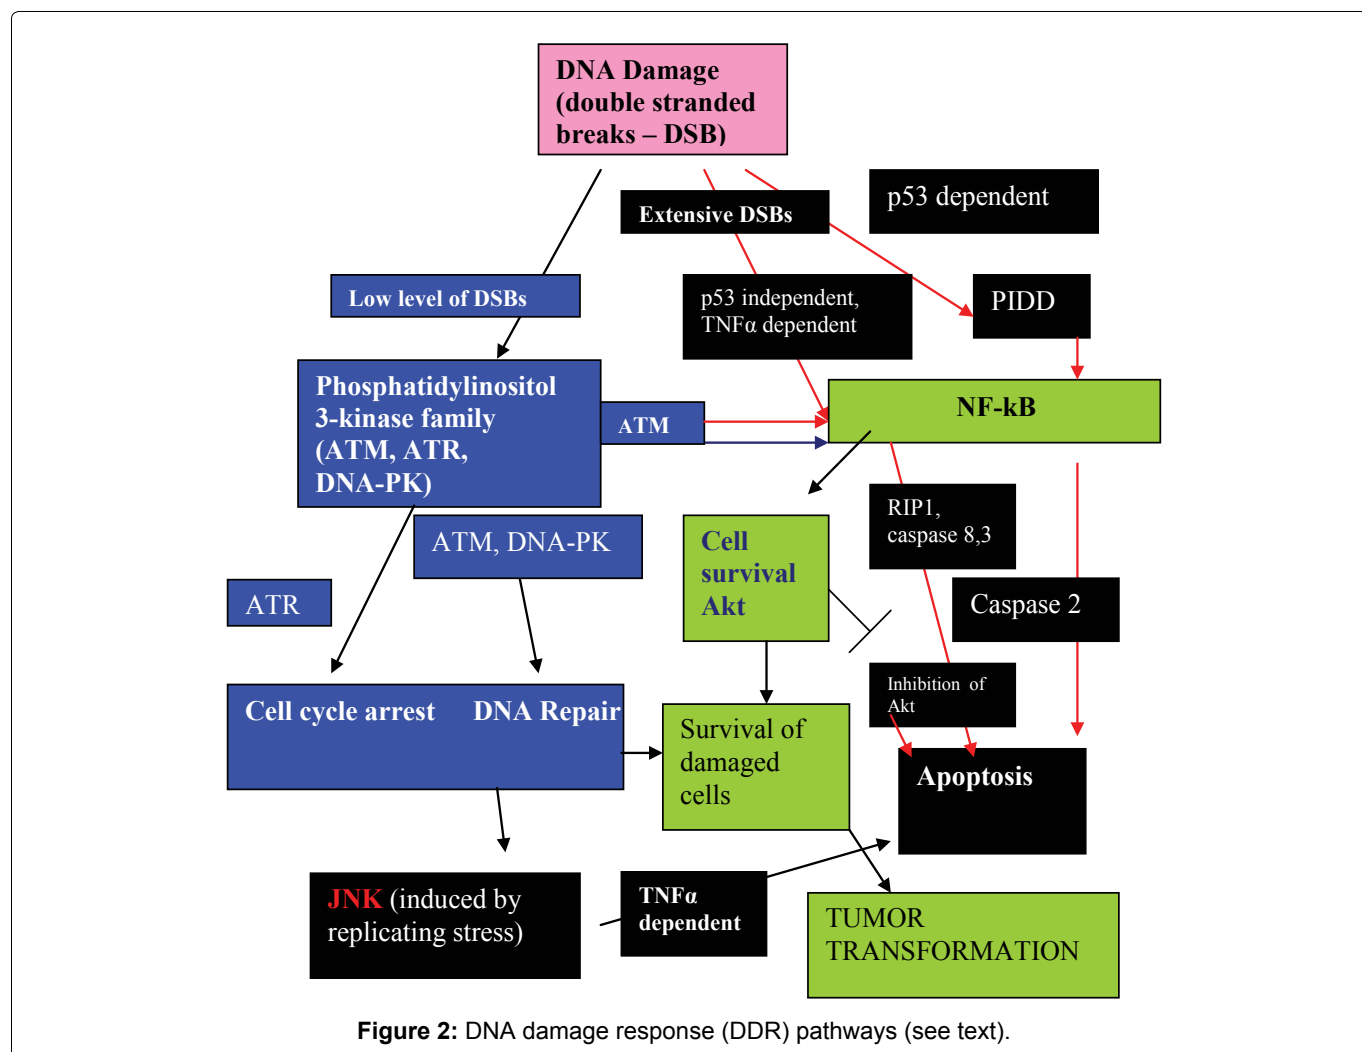 DNA Damage
(double stranded
breaks – DSB)
Extensive DSBs
p53 dependent
Low level of DSBs
p53 independent,
TNFα dependent
PIDD
Phosphatidylinositol
3-kinase family
(ATM, ATR,
DNA-PK)
ATM
NF-kB
ATM, DNA-PK
RIP1,
caspase 8,3
Cell
survival
Akt
ATR
Caspase 2
Inhibition of
Akt
Cell cycle arrest DNA Repair
Survival of
damaged
cells
Apoptosis
JNK (induced by
replicating stress)
TNFα
dependent
TUMOR
TRANSFORMATION
Figure 2: DNA damage response (DDR) pathways (see text).